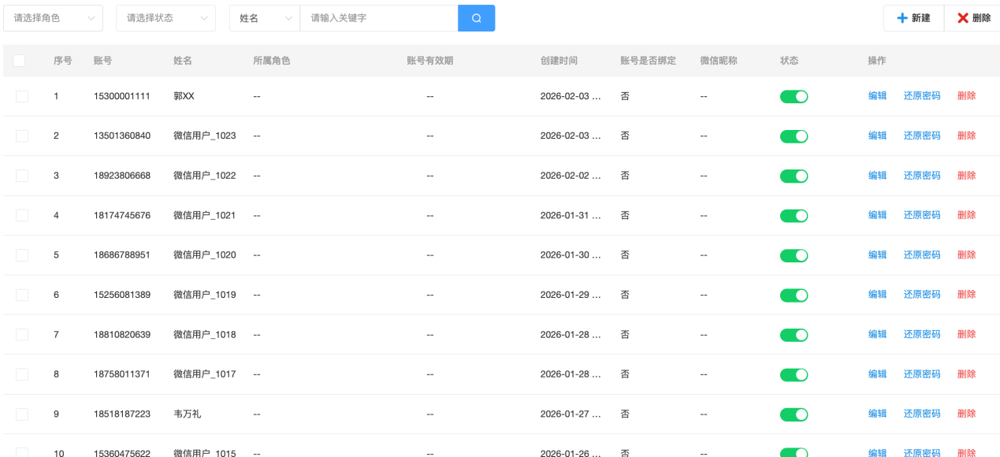 请选择角色 请选择状态 姓名 请输入关键字 新建 删除
序号 账号 姓名 所属角色 账号有效期 创建时间 账号是否绑定 微信昵称 状态 操作
1 15300001111 郭XX -- -- 2026-02-03 ... 否 -- 编辑 还原密码 删除
2 13501360840 微信用户_1023 -- -- 2026-02-03 ... 否 -- 编辑 还原密码 删除
3 18923806668 微信用户_1022 -- -- 2026-02-02 ... 否 -- 编辑 还原密码 删除
4 18174745676 微信用户_1021 -- -- 2026-01-31 ... 否 -- 编辑 还原密码 删除
5 18686788951 微信用户_1020 -- -- 2026-01-30 ... 否 -- 编辑 还原密码 删除
6 15256081389 微信用户_1019 -- -- 2026-01-29 ... 否 -- 编辑 还原密码 删除
7 18810820639 微信用户_1018 -- -- 2026-01-28 ... 否 -- 编辑 还原密码 删除
8 18758011371 微信用户_1017 -- -- 2026-01-28 ... 否 -- 编辑 还原密码 删除
9 18518187223 韦万礼 -- -- 2026-01-27 ... 否 -- 编辑 还原密码 删除
10 15360475622 微信用户_1015 -- -- 2026-01-26 ... 否 -- 编辑 还原密码 删除